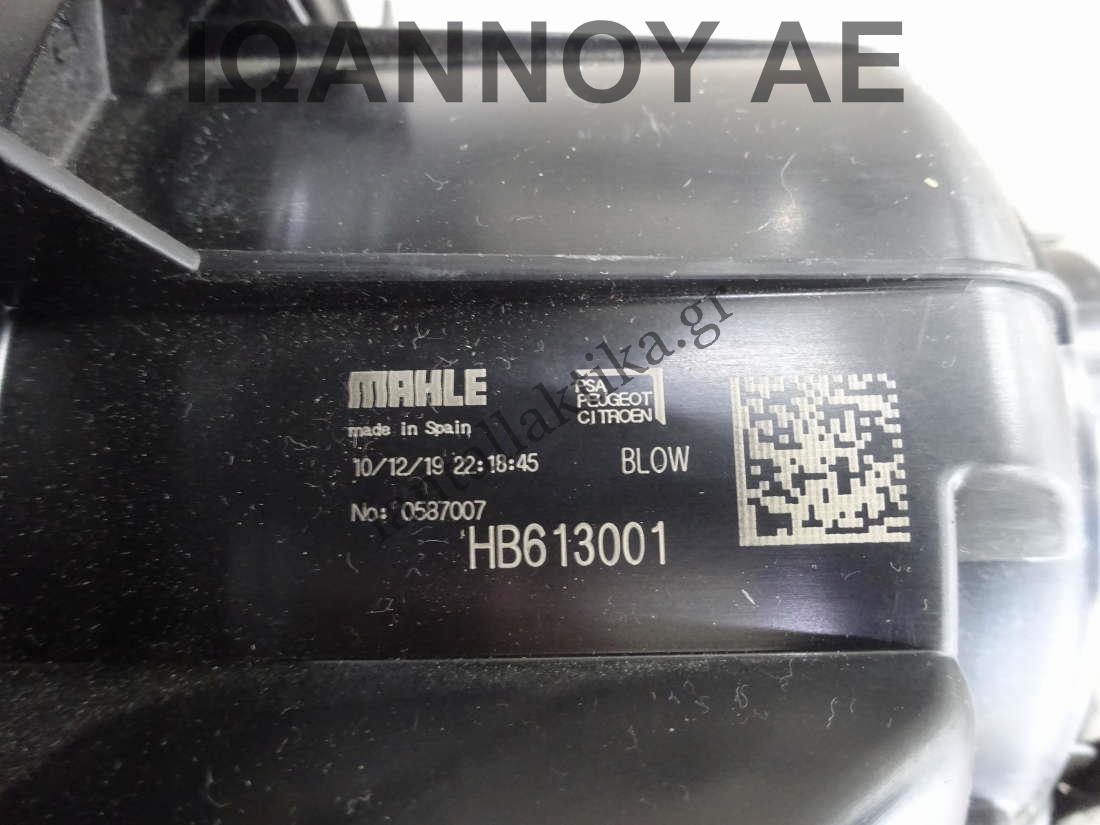 ΙΩΑΝΝΟΥ ΑΕ
MAHLE
made in Spain
10/12/19 22:18:45
No: 0587007
PSA
PEUGEOT
CITROEN
BLOW
HB613001